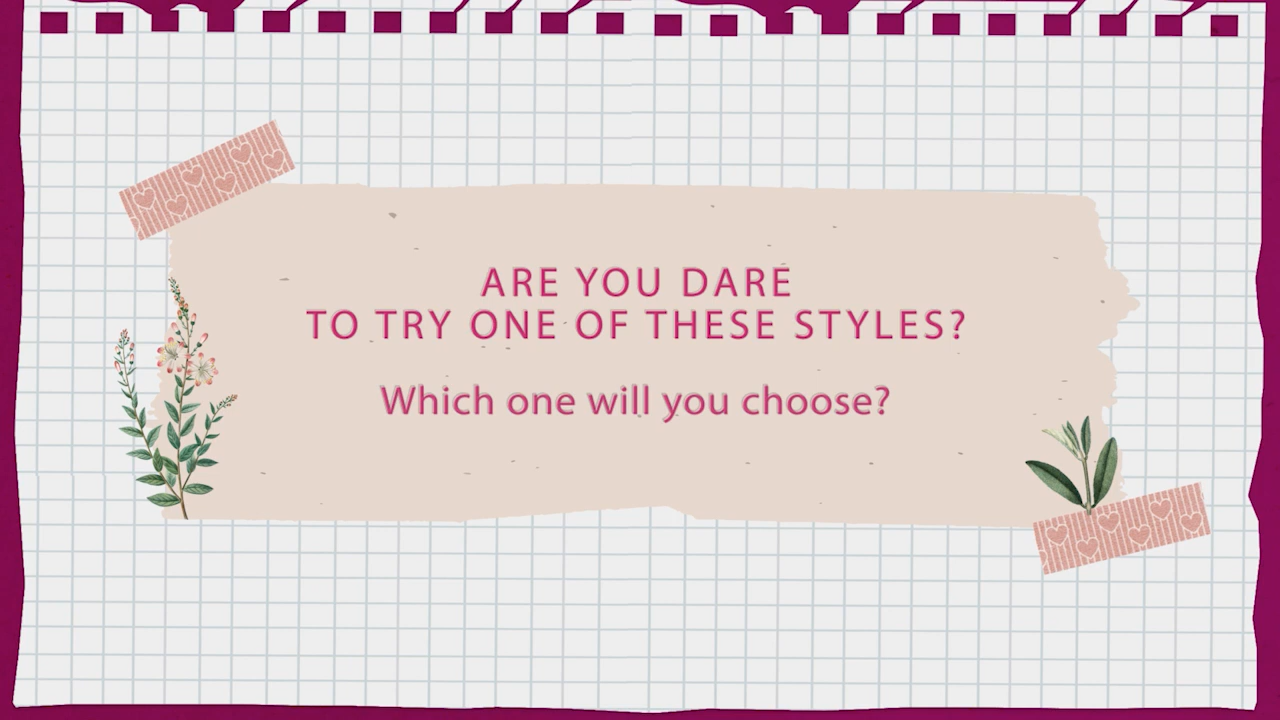 ARE YOU DARE
TO TRY ONE OF THESE STYLES?
Which one will you choose?